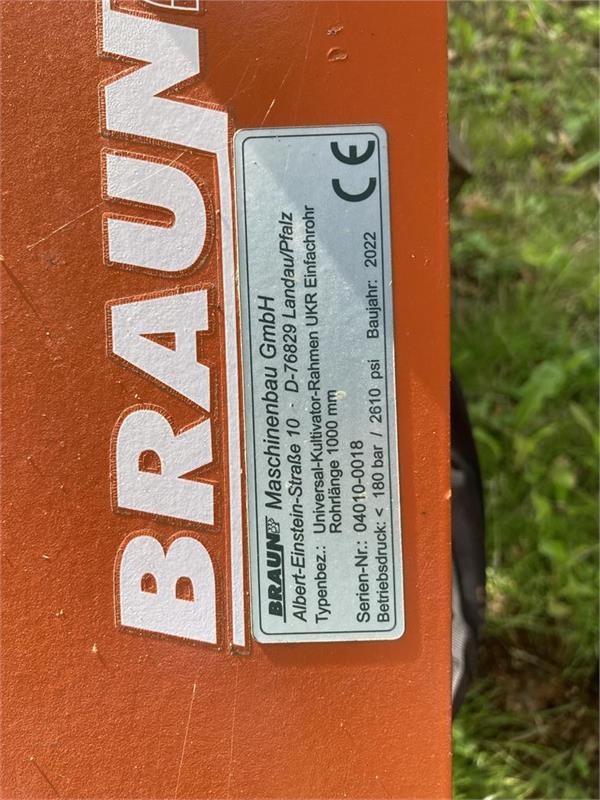 BRAUN
BRAUN Maschinenbau GmbH
Albert-Einstein-Straße 10 · D-76829 Landau/Pfalz
Typenbez.: Universal-Kultivator-Rahmen UKR Einfachrohr
Rohrlänge 1000 mm
Serien-Nr.: 04010-0018
Betriebsdruck: < 180 bar / 2610 psi Baujahr: 2022
CE